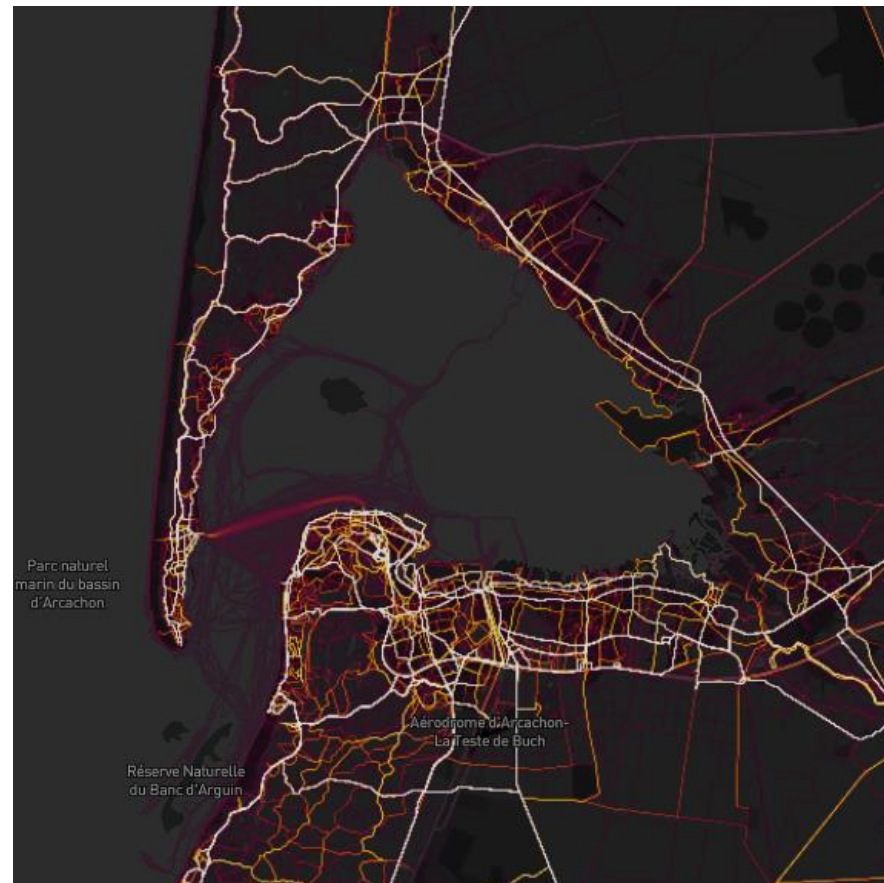 Parc naturel
marin du bassin
d'Arcachon
Aérodrome d'Arcachon-
La Teste de Buch
Réserve Naturelle
du Banc d'Arguin